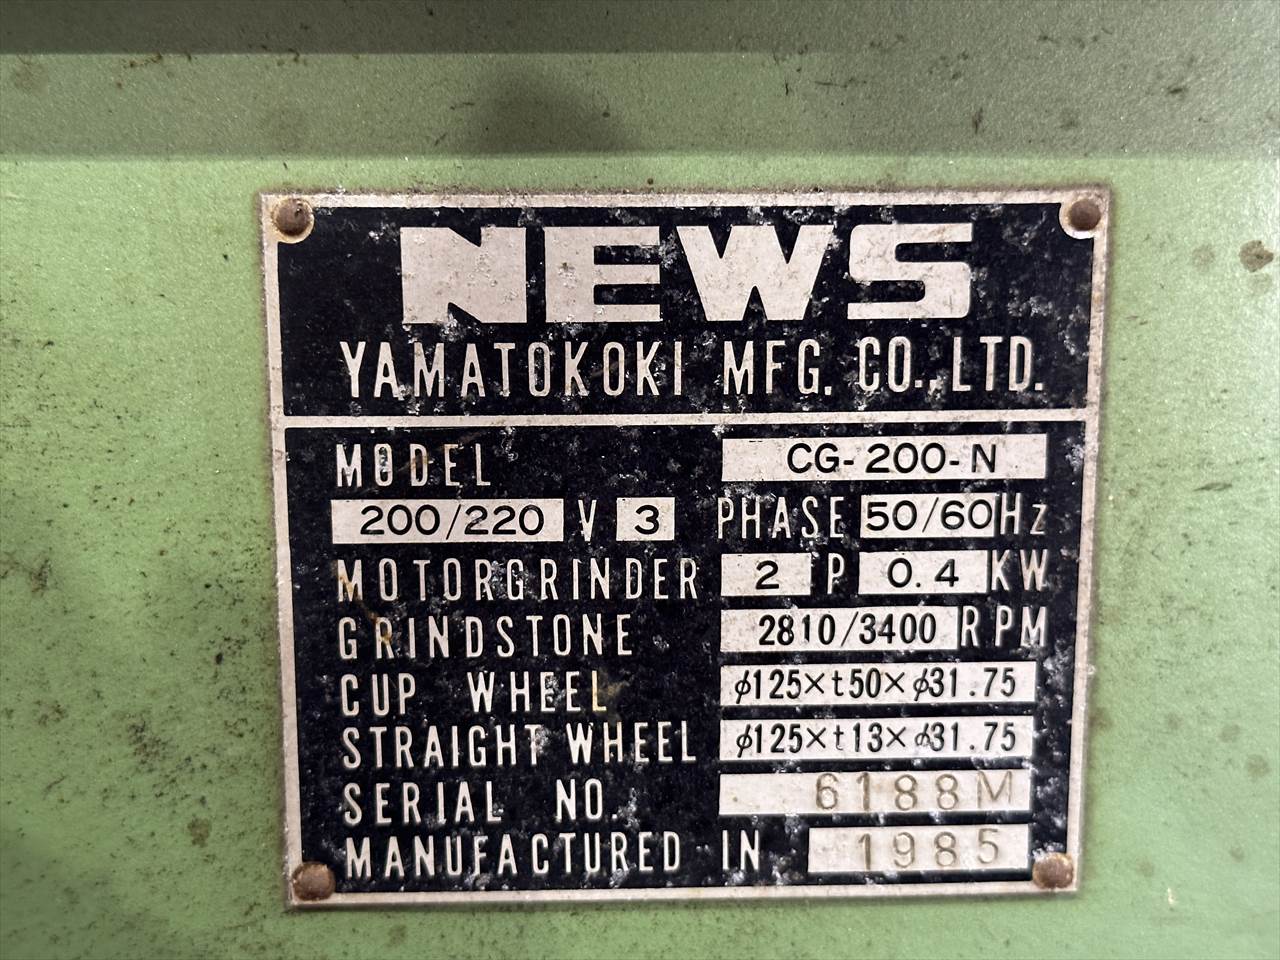 NEWS
YAMATOKOKI MFG. CO., LTD.
MODEL CG-200-N
200/220 V 3 PHASE 50/60 Hz
MOTORGRINDER 2 P 0.4 KW
GRINDSTONE 2810/3400 RPM
CUP WHEEL φ125×t50×φ31.75
STRAIGHT WHEEL φ125×t13×φ31.75
SERIAL NO. 6188M
MANUFACTURED IN 1985